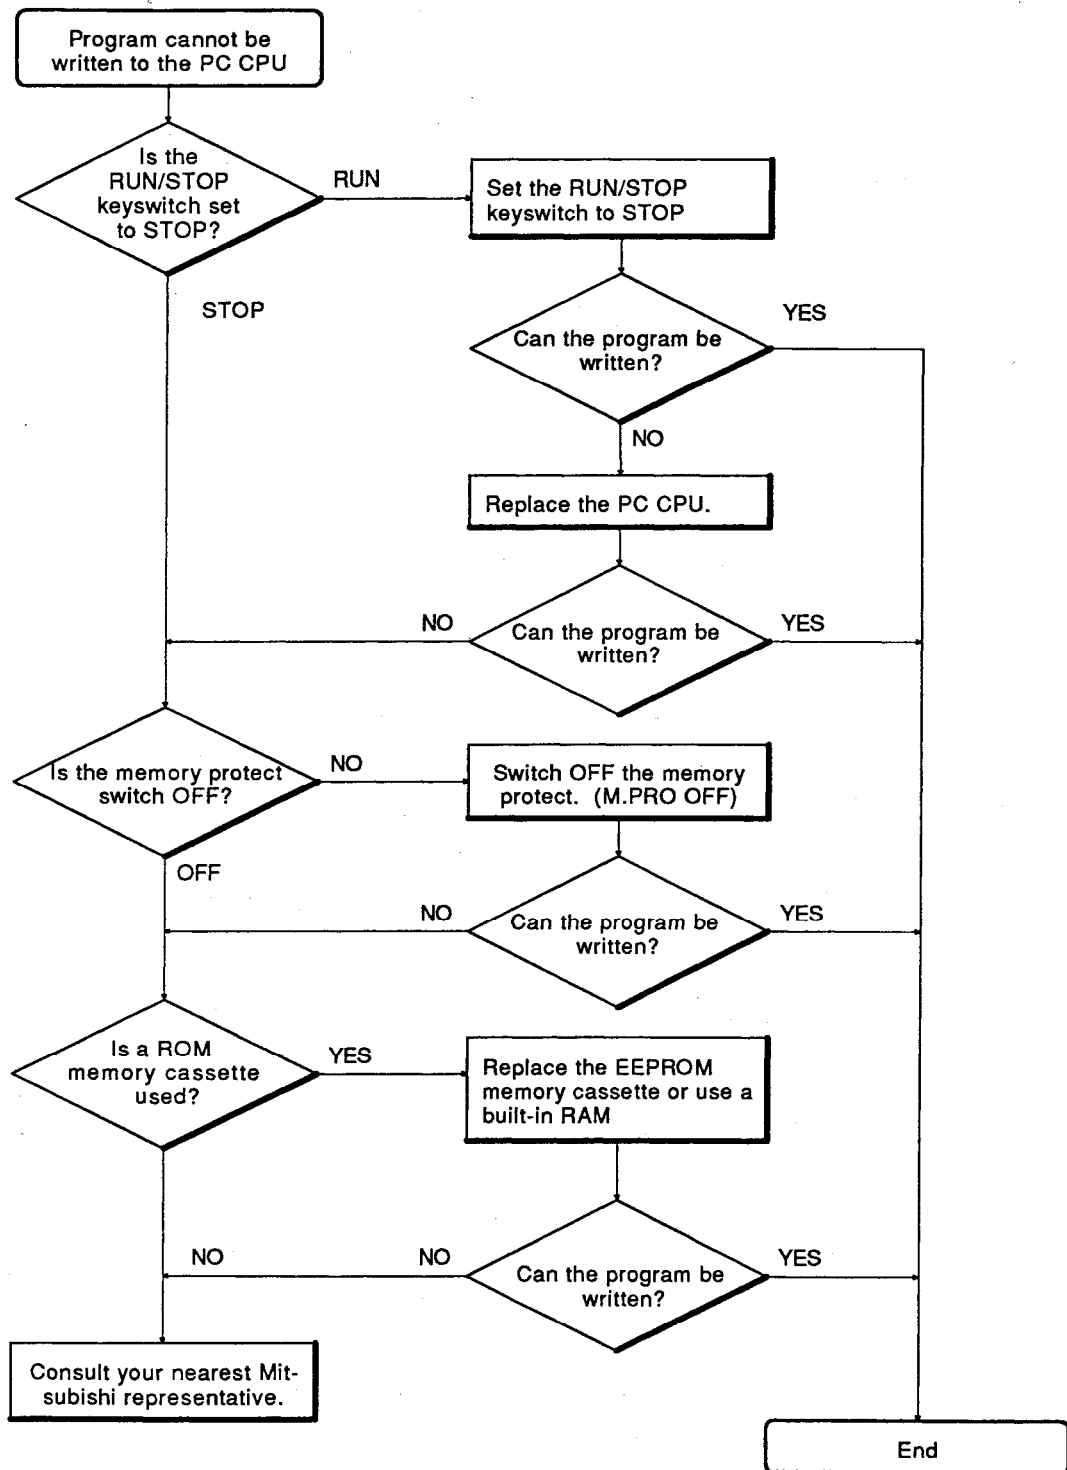 Program cannot be
written to the PC CPU
Is the
RUN/STOP
keyswitch set
to STOP?
RUN
Set the RUN/STOP
keyswitch to STOP
STOP
Can the program be
written?
YES
NO
Replace the PC CPU.
NO
Can the program be
written?
YES
Is the memory protect
switch OFF?
NO
Switch OFF the memory
protect. (M.PRO OFF)
OFF
NO
Can the program be
written?
YES
Is a ROM
memory cassette
used?
YES
Replace the EEPROM
memory cassette or use a
built-in RAM
NO
NO
Can the program be
written?
YES
Consult your nearest Mit-
subishi representative.
End